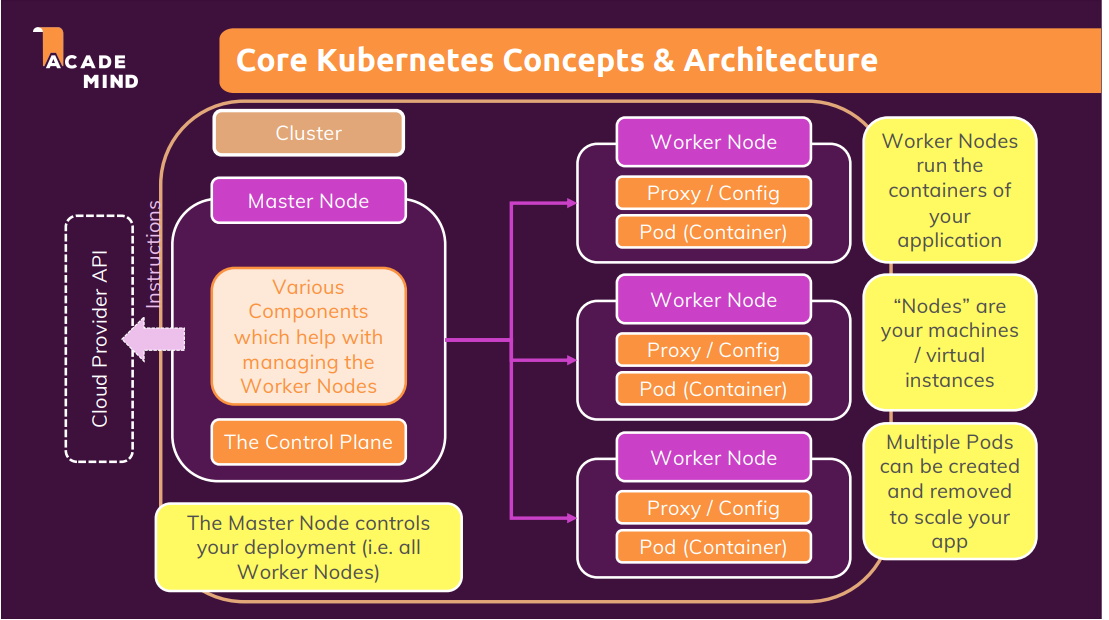 ACADE
MIND
Core Kubernetes Concepts & Architecture
Cluster
Master Node
Instructions
Cloud Provider API
Various
Components
which help with
managing the
Worker Nodes
The Control Plane
The Master Node controls
your deployment (i.e. all
Worker Nodes)
Worker Node
Proxy / Config
Pod (Container)
Worker Node
Proxy / Config
Pod (Container)
Worker Node
Proxy / Config
Pod (Container)
Worker Nodes
run the
containers of
your
application
“Nodes” are
your machines
/ virtual
instances
Multiple Pods
can be created
and removed
to scale your
app